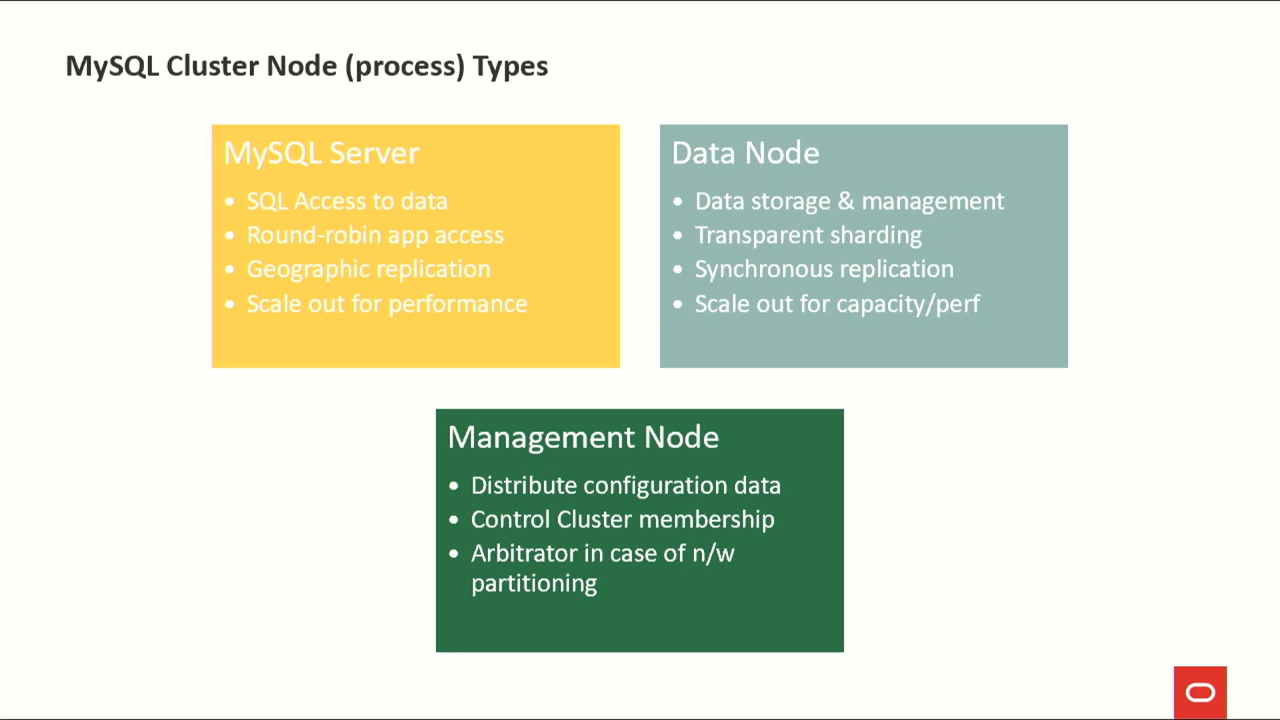 MySQL Cluster Node (process) Types
MySQL Server
• SQL Access to data
• Round-robin app access
• Geographic replication
• Scale out for performance
Data Node
• Data storage & management
• Transparent sharding
• Synchronous replication
• Scale out for capacity/perf
Management Node
• Distribute configuration data
• Control Cluster membership
• Arbitrator in case of n/w
partitioning